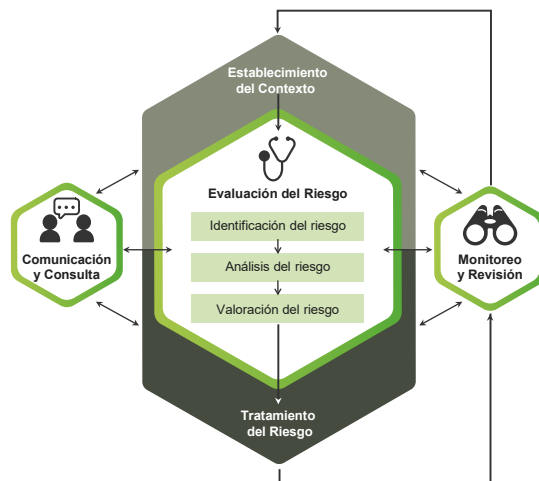 Establecimiento
del Contexto
Evaluación del Riesgo
Identificación del riesgo
Análisis del riesgo
Valoración del riesgo
Comunicación
y Consulta
Monitoreo
y Revisión
Tratamiento
del Riesgo